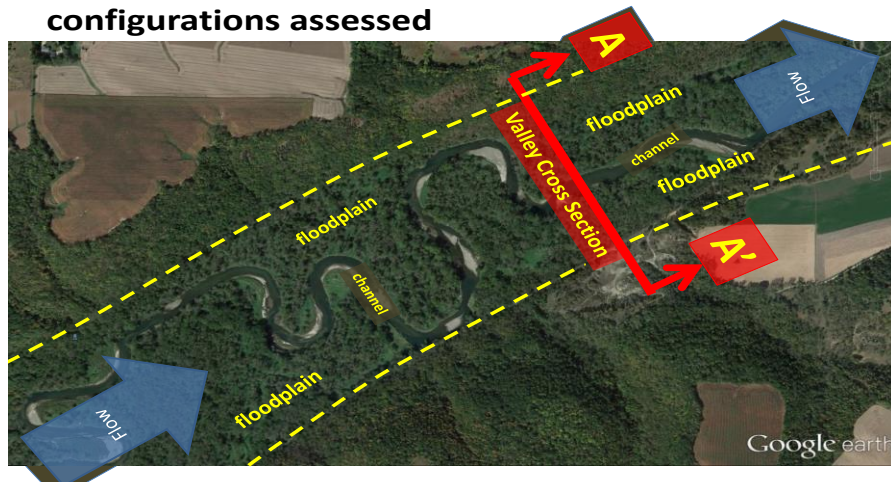 configurations assessed
A
Flow
floodplain
Valley Cross Section
channel
floodplain
floodplain
A’
channel
floodplain
Flow
Google earth